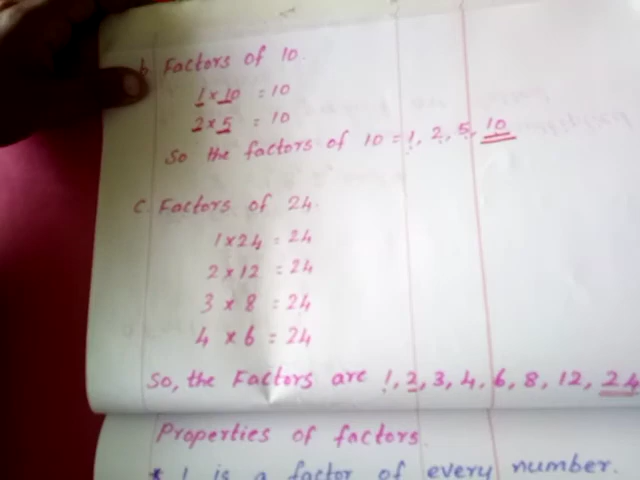 b. Factors of 10.
1 × 10 = 10
2 × 5 = 10
So the factors of 10 = 1, 2, 5, 10
c. Factors of 24.
1 × 24 = 24
2 × 12 = 24
3 × 8 = 24
4 × 6 = 24
So, the Factors are 1, 2, 3, 4, 6, 8, 12, 24
Properties of factors.
* 1 is a factor of every number.